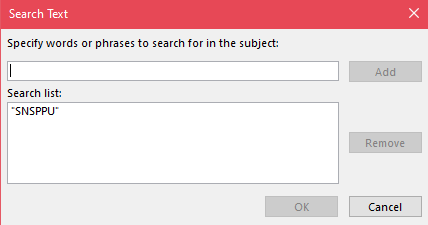 Search Text
Specify words or phrases to search for in the subject:
Add
Search list:
"SNSPPU"
Remove
OK
Cancel